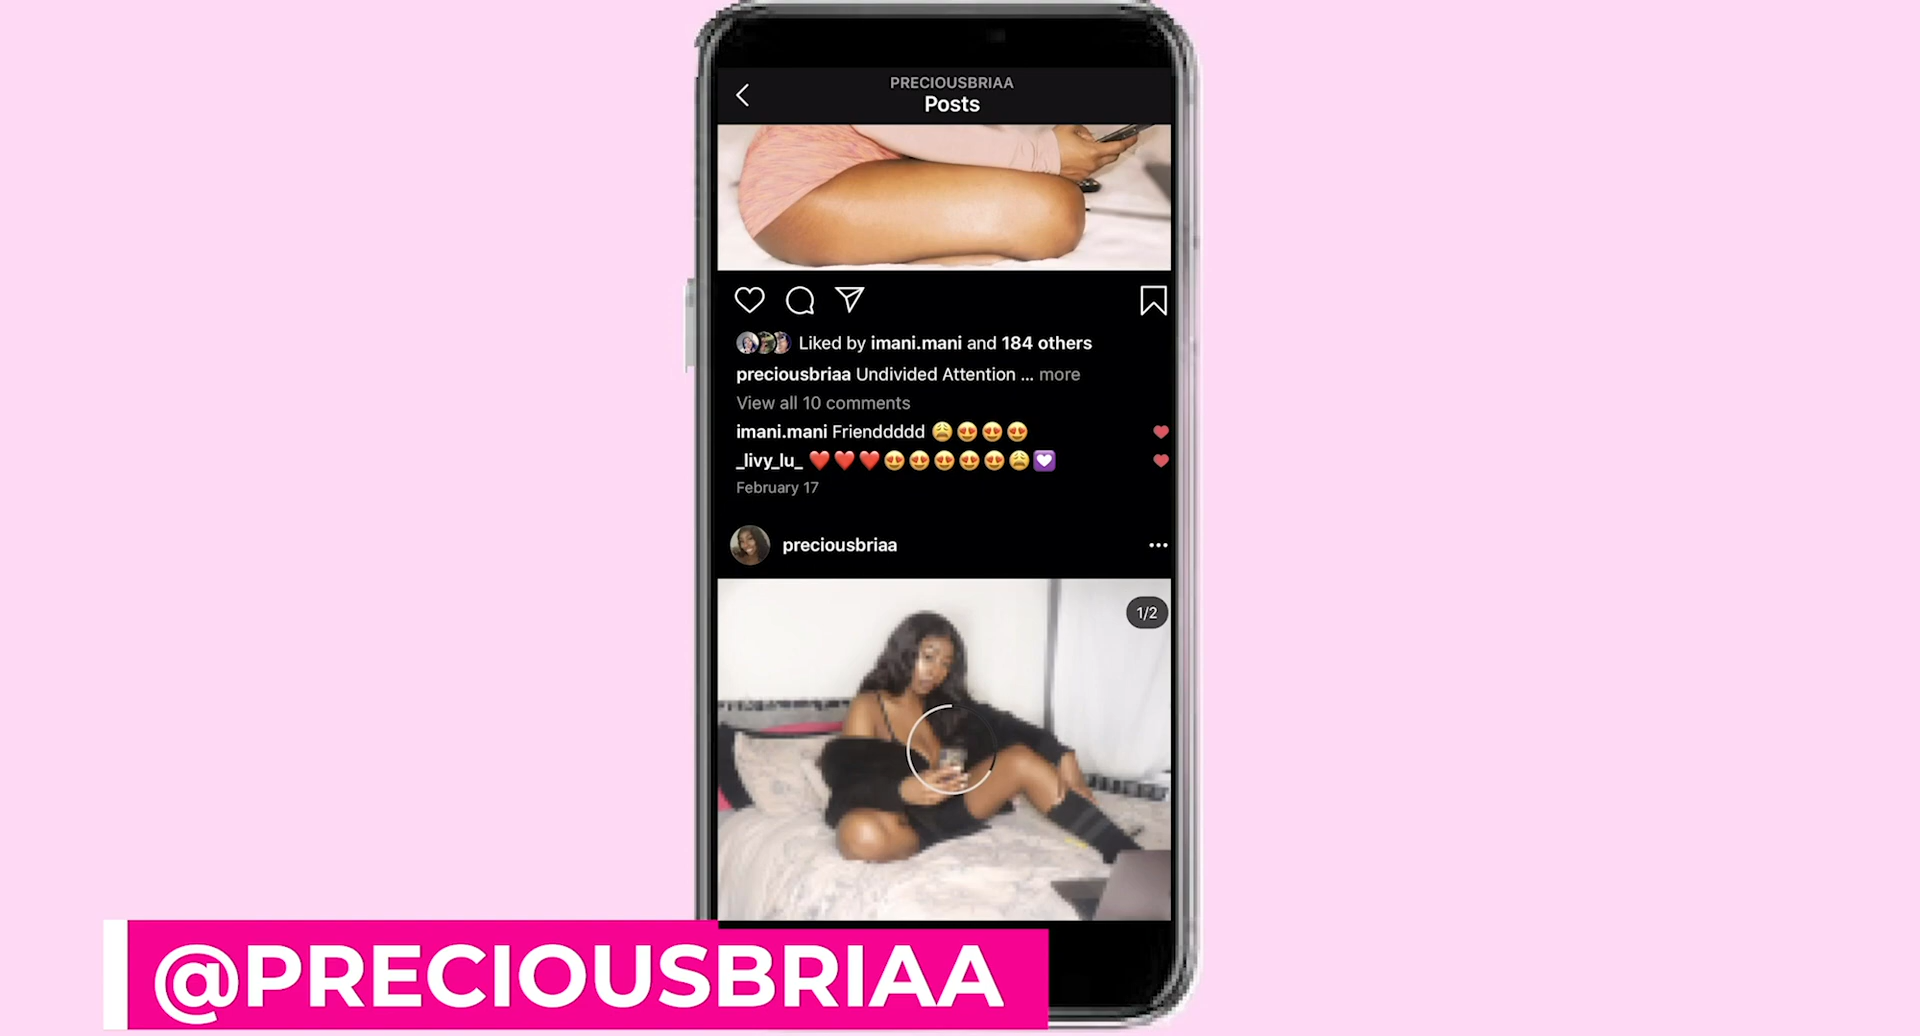 PRECIOUSBRIAA
Posts
Liked by imani.mani and 184 others
preciousbriaa Undivided Attention ... more
View all 10 comments
imani.mani Frienddddd 😩😍😍😍
_livy_lu_ ❤️❤️❤️😍😍😍😍😍😩💟
February 17
preciousbriaa
1/2
@PRECIOUSBRIAA